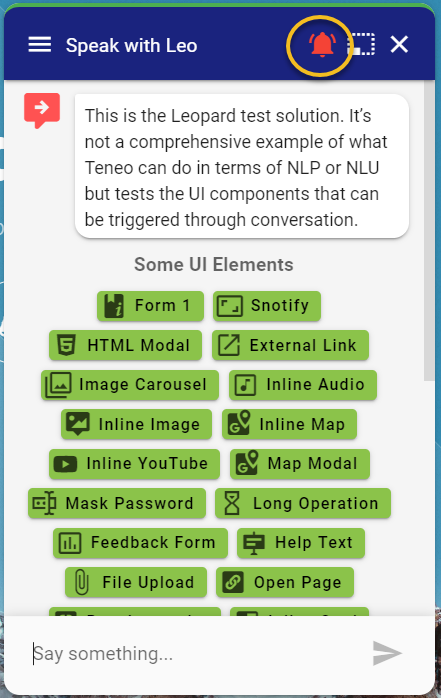 Speak with Leo
This is the Leopard test solution. It's
not a comprehensive example of what
Teneo can do in terms of NLP or NLU
but tests the UI components that can
be triggered through conversation.
Some UI Elements
Form 1
Snotify
HTML Modal
External Link
Image Carousel
Inline Audio
Inline Image
Inline Map
Inline YouTube
Map Modal
Mask Password
Long Operation
Feedback Form
Help Text
File Upload
Open Page
Say something...